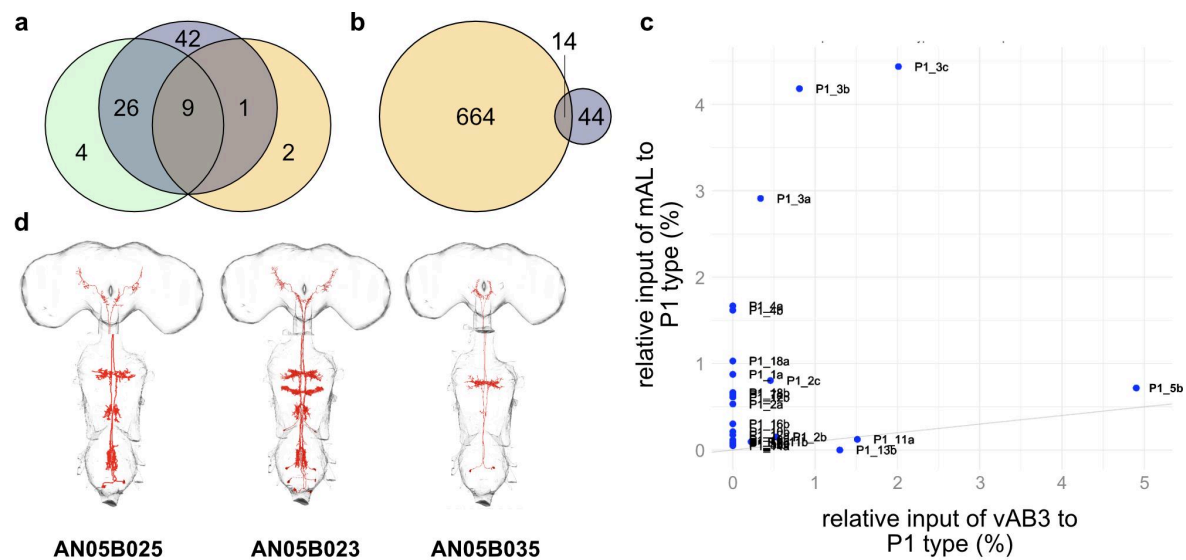 a
42
26
9
1
4
2
b
14
664
44
c
P1_3c
P1_3b
4
P1_3a
3
2
P1_18a
1
P1_1a
P1_2c
P1_5b
P1_2a
P1_16b
P1_2b
P1_11a
P1_13b
0
0
1
2
3
4
5
relative input of mAL to
P1 type (%)
relative input of vAB3 to
P1 type (%)
d
AN05B025
AN05B023
AN05B035